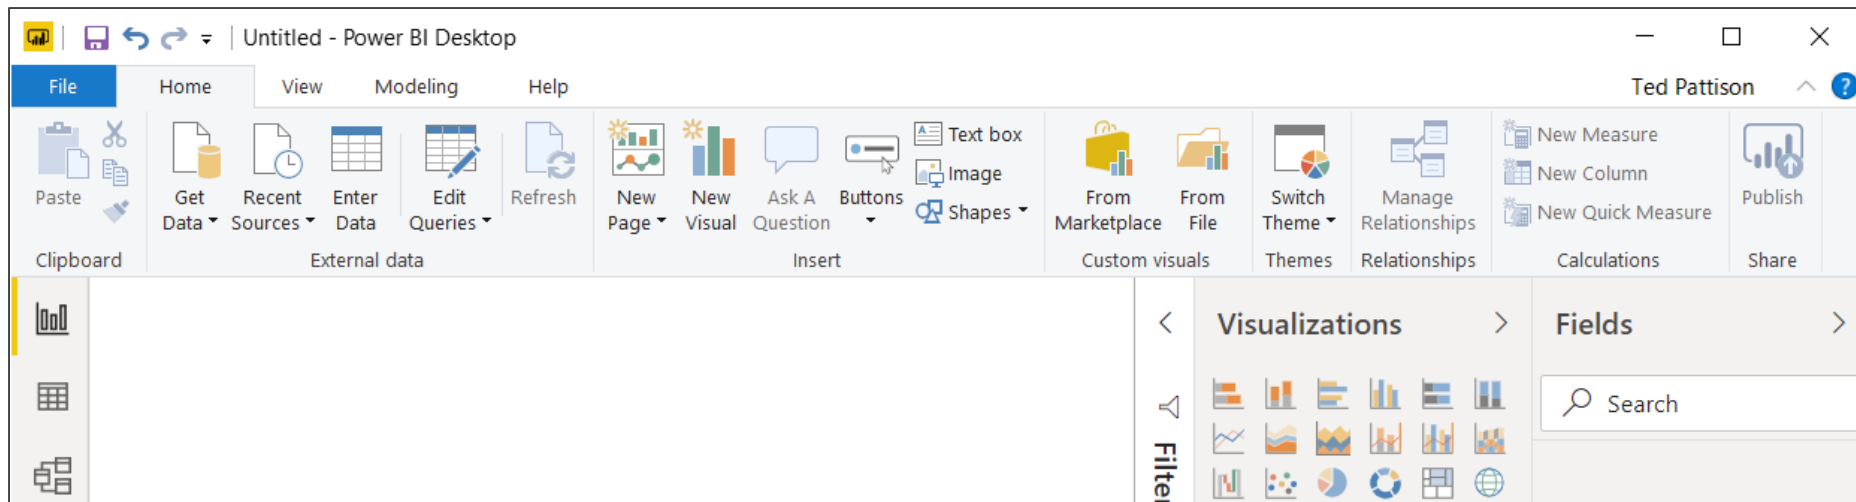 Untitled - Power BI Desktop
File Home View Modeling Help Ted Pattison ?
Paste
Clipboard
Get Data
Recent Sources
Enter Data
Edit Queries
Refresh
External data
New Page
New Visual
Ask A Question
Buttons
Text box
Image
Shapes
Insert
From Marketplace
From File
Custom visuals
Switch Theme
Themes
Manage Relationships
Relationships
New Measure
New Column
New Quick Measure
Calculations
Publish
Share
Filter
Visualizations
Fields
Search